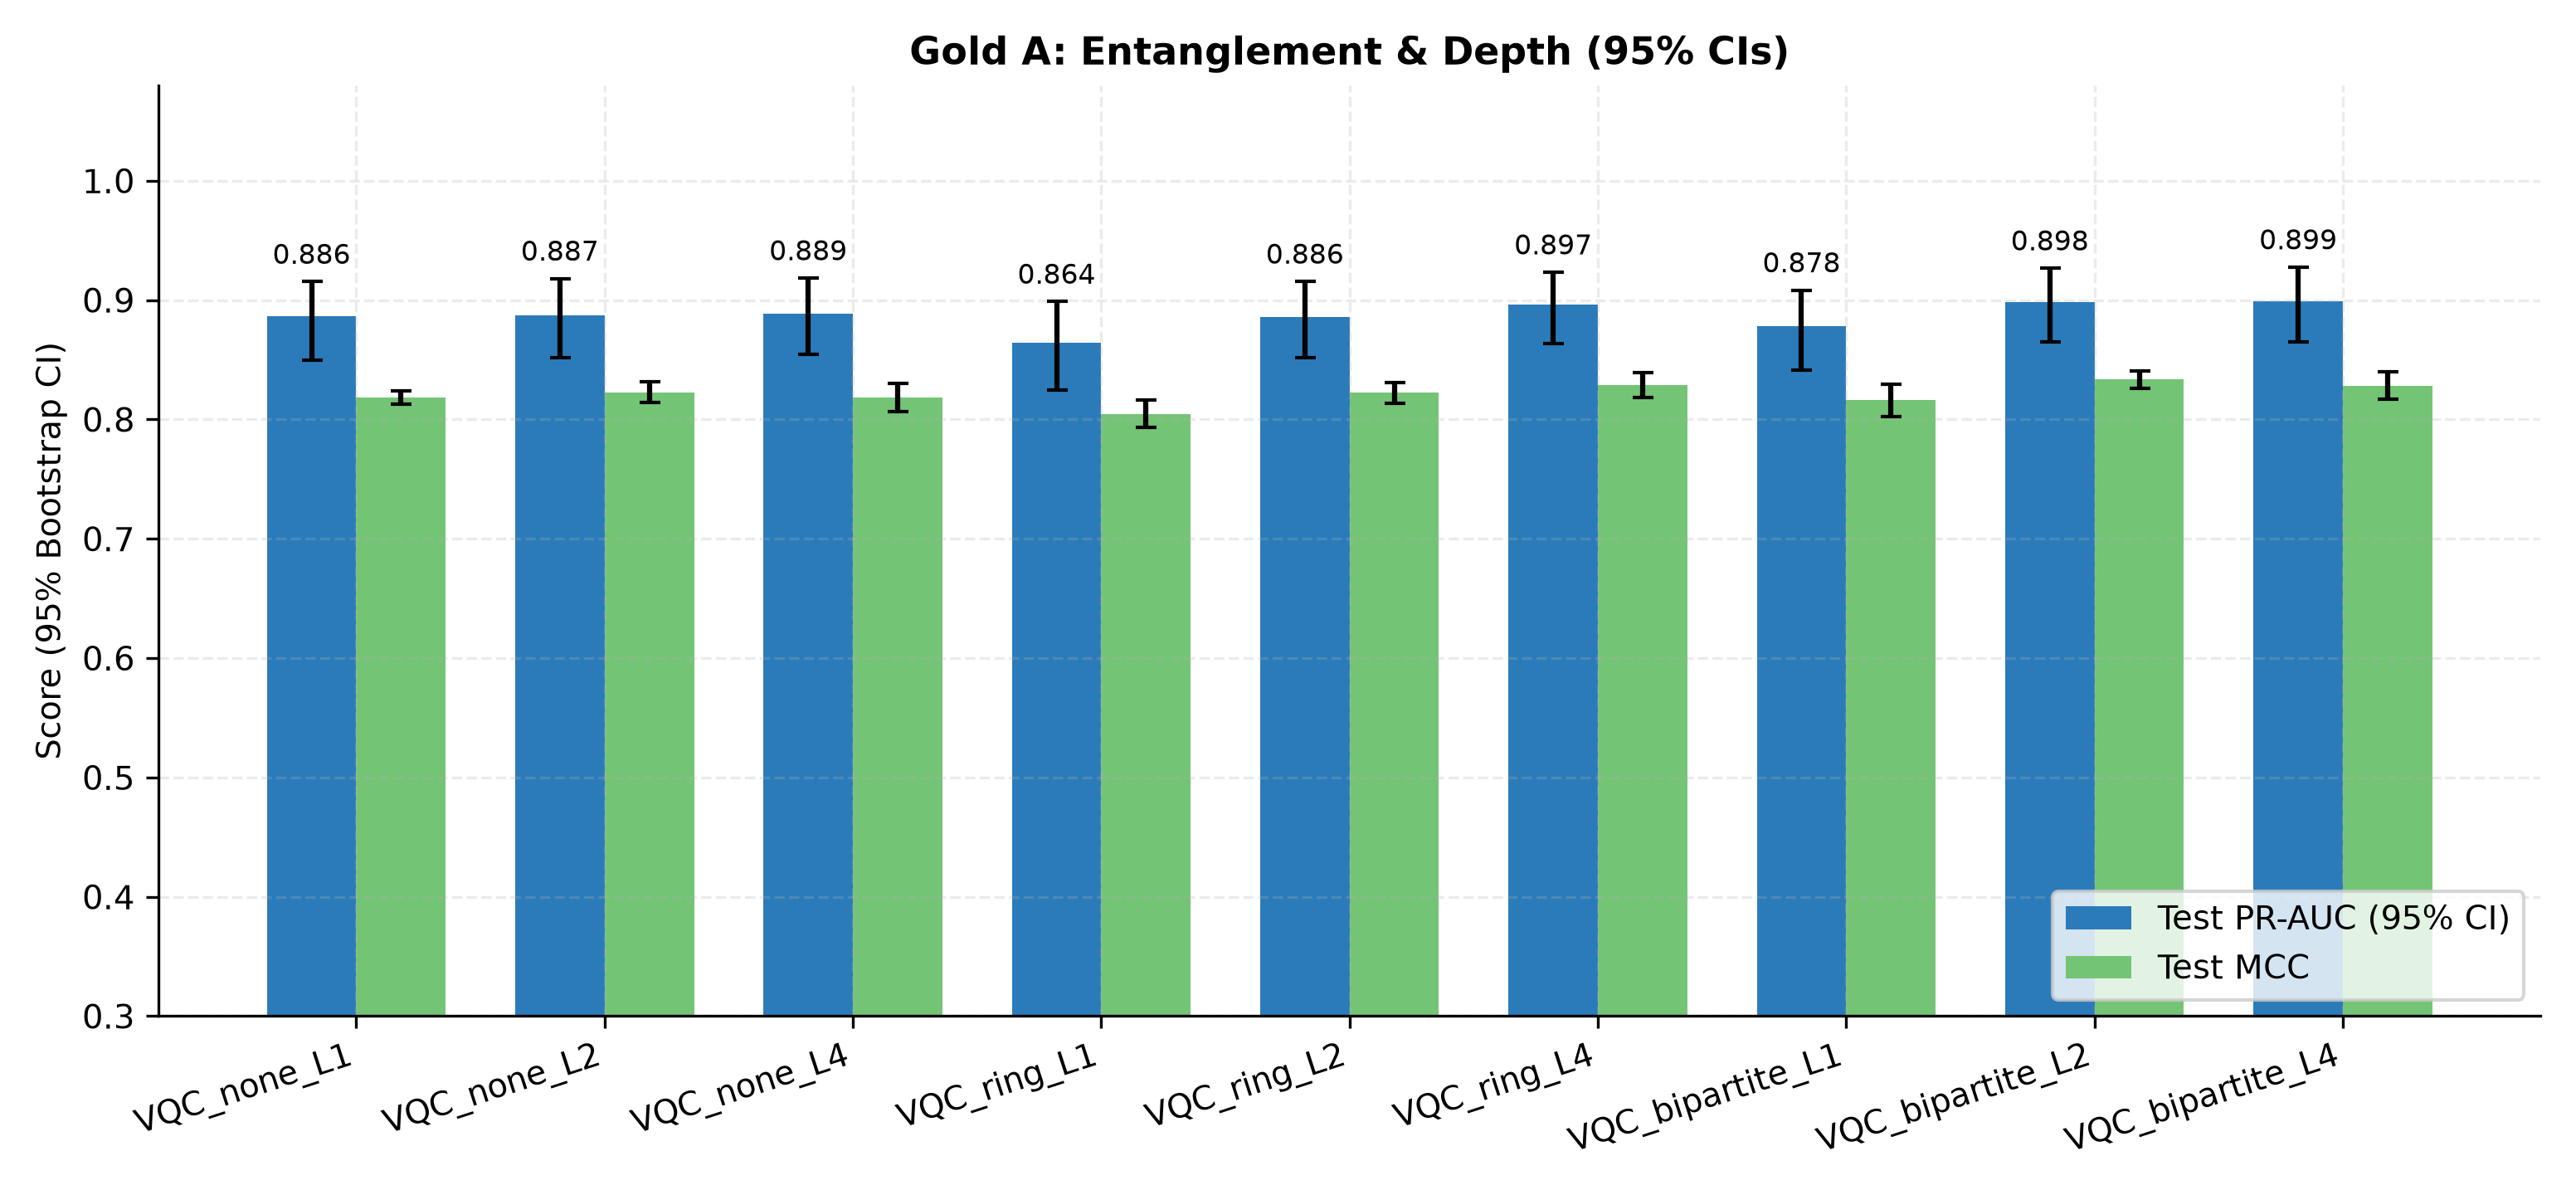 Gold A: Entanglement & Depth (95% CIs)
Score (95% Bootstrap CI)
1.0
0.9
0.8
0.7
0.6
0.5
0.4
0.3
0.886
0.887
0.889
0.864
0.886
0.897
0.878
0.898
0.899
Test PR-AUC (95% CI)
Test MCC
VQC_none_L1
VQC_none_L2
VQC_none_L4
VQC_ring_L1
VQC_ring_L2
VQC_ring_L4
VQC_bipartite_L1
VQC_bipartite_L2
VQC_bipartite_L4